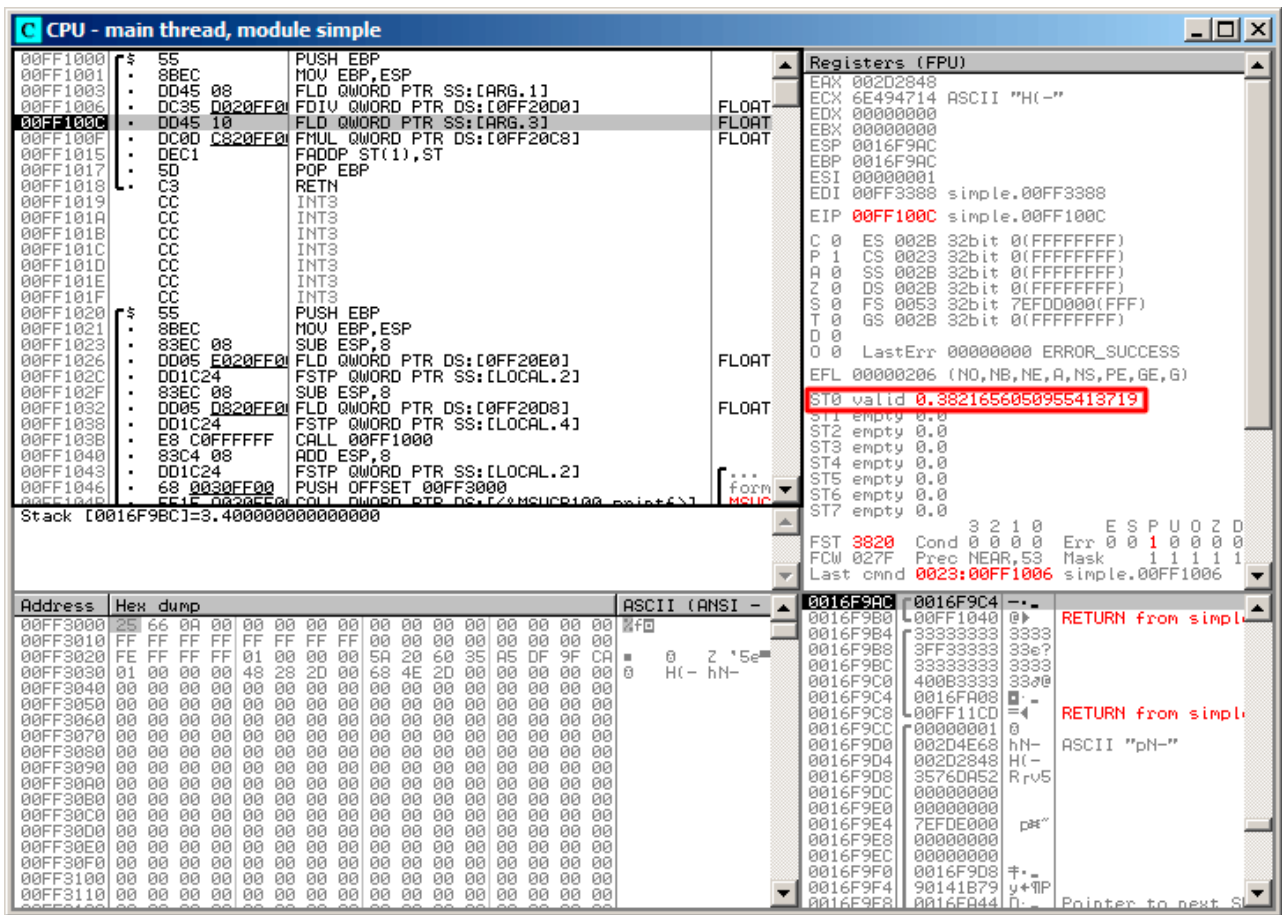 CPU - main thread, module simple
00FF1000 $ 55 PUSH EBP
00FF1001 . 8BEC MOV EBP,ESP
00FF1003 . DD45 08 FLD QWORD PTR SS:[ARG.1]
00FF1006 . DC35 D020FF0 FDIV QWORD PTR DS:[0FF20D0] FLOAT
00FF100C . DD45 10 FLD QWORD PTR SS:[ARG.3] FLOAT
00FF100F . DC0D C820FF0 FMUL QWORD PTR DS:[0FF20C8] FLOAT
00FF1015 . DEC1 FADDP ST(1),ST
00FF1017 . 5D POP EBP
00FF1018 . C3 RETN
00FF1019 CC INT3
00FF101A CC INT3
00FF101B CC INT3
00FF101C CC INT3
00FF101D CC INT3
00FF101E CC INT3
00FF101F CC INT3
00FF1020 $ 55 PUSH EBP
00FF1021 . 8BEC MOV EBP,ESP
00FF1023 . 83EC 08 SUB ESP,8
00FF1026 . DD05 E020FF0 FLD QWORD PTR DS:[0FF20E0] FLOAT
00FF102C . DD1C24 FSTP QWORD PTR SS:[LOCAL.2]
00FF102F . 83EC 08 SUB ESP,8
00FF1032 . DD05 D820FF0 FLD QWORD PTR DS:[0FF20D8] FLOAT
00FF1038 . DD1C24 FSTP QWORD PTR SS:[LOCAL.4]
00FF103B . E8 C0FFFFFF CALL 00FF1000
00FF1040 . 83C4 08 ADD ESP,8
00FF1043 . DD1C24 FSTP QWORD PTR SS:[LOCAL.2] ...
00FF1046 . 68 0030FF00 PUSH OFFSET 00FF3000 form
Stack [0016F9BC]=3.400000000000000
Registers (FPU)
EAX 002D2848
ECX 6E494714 ASCII "H(-"
EDX 00000000
EBX 00000000
ESP 0016F9AC
EBP 0016F9AC
ESI 00000001
EDI 00FF3388 simple.00FF3388
EIP 00FF100C simple.00FF100C
C 0 ES 002B 32bit 0(FFFFFFFF)
P 1 CS 0023 32bit 0(FFFFFFFF)
A 0 SS 002B 32bit 0(FFFFFFFF)
Z 0 DS 002B 32bit 0(FFFFFFFF)
S 0 FS 0053 32bit 7EFDD000(FFF)
T 0 GS 002B 32bit 0(FFFFFFFF)
D 0
O 0 LastErr 00000000 ERROR_SUCCESS
EFL 00000206 (NO,NB,NE,A,NS,PE,GE,G)
ST0 valid 0.3821656050955413719
ST1 empty 0.0
ST2 empty 0.0
ST3 empty 0.0
ST4 empty 0.0
ST5 empty 0.0
ST6 empty 0.0
ST7 empty 0.0
3 2 1 0 E S P U O Z D
FST 3820 Cond 0 0 0 0 Err 0 0 1 0 0 0 0
FCW 027F Prec NEAR,53 Mask 1 1 1 1 1
Last cmnd 0023:00FF1006 simple.00FF1006
Address Hex dump ASCII (ANSI -
00FF3000 25 66 0A 00 00 00 00 00 00 00 00 00 00 00 00 00 %f
00FF3010 FF FF FF FF FF FF FF FF 00 00 00 00 00 00 00 00
00FF3020 FE FF FF FF 01 00 00 00 5A 20 60 35 A5 DF 9F CA
00FF3030 01 00 00 00 48 28 2D 00 68 4E 2D 00 00 00 00 00 H(- hN-
00FF3040 00 00 00 00 00 00 00 00 00 00 00 00 00 00 00 00
00FF3050 00 00 00 00 00 00 00 00 00 00 00 00 00 00 00 00
00FF3060 00 00 00 00 00 00 00 00 00 00 00 00 00 00 00 00
00FF3070 00 00 00 00 00 00 00 00 00 00 00 00 00 00 00 00
00FF3080 00 00 00 00 00 00 00 00 00 00 00 00 00 00 00 00
00FF3090 00 00 00 00 00 00 00 00 00 00 00 00 00 00 00 00
00FF30A0 00 00 00 00 00 00 00 00 00 00 00 00 00 00 00 00
00FF30B0 00 00 00 00 00 00 00 00 00 00 00 00 00 00 00 00
00FF30C0 00 00 00 00 00 00 00 00 00 00 00 00 00 00 00 00
00FF30D0 00 00 00 00 00 00 00 00 00 00 00 00 00 00 00 00
00FF30E0 00 00 00 00 00 00 00 00 00 00 00 00 00 00 00 00
00FF30F0 00 00 00 00 00 00 00 00 00 00 00 00 00 00 00 00
00FF3100 00 00 00 00 00 00 00 00 00 00 00 00 00 00 00 00
00FF3110 00 00 00 00 00 00 00 00 00 00 00 00 00 00 00 00
0016F9AC 0016F9C4
0016F9B0 00FF1040 RETURN from simpl
0016F9B4 33333333 3333
0016F9B8 3FF33333 33е?
0016F9BC 33333333 3333
0016F9C0 400B3333
0016F9C4 0016FA08
0016F9C8 00FF11CD RETURN from simpl
0016F9CC 00000001
0016F9D0 002D4E68 hN- ASCII "pN-"
0016F9D4 002D2848 H(-
0016F9D8 3576DA52
0016F9DC 00000000
0016F9E0 00000000
0016F9E4 7EFDE000
0016F9E8 00000000
0016F9EC 00000000
0016F9F0 0016F9D8
0016F9F4 90141B79
0016F9F8 0016FA44 Pointer to next